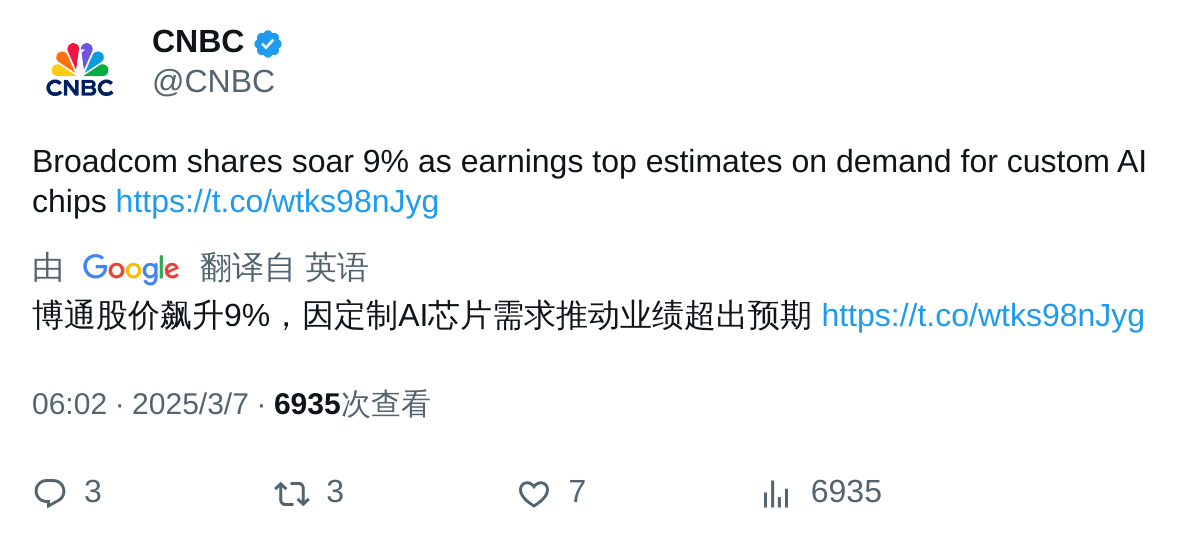 CNBC
CNBC
@CNBC
Broadcom shares soar 9% as earnings top estimates on demand for custom AI
chips https://t.co/wtks98nJyg
由 Google 翻译自 英语
博通股价飙升9%，因定制AI芯片需求推动业绩超出预期 https://t.co/wtks98nJyg
06:02 · 2025/3/7 · 6935次查看
3 3 7 6935